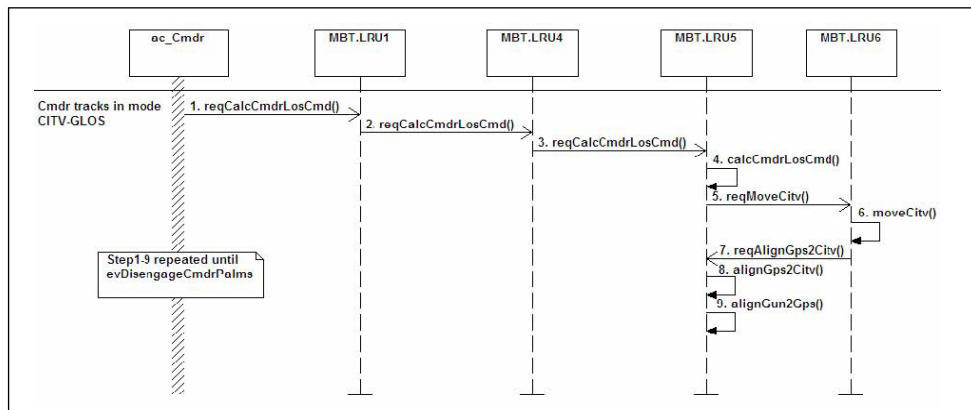 ac_Cmdr
MBT.LRU1
MBT.LRU4
MBT.LRU5
MBT.LRU6
Cmdr tracks in mode
CITV-GLOS
1. reqCalcCmdrLosCmd()
2. reqCalcCmdrLosCmd()
3. reqCalcCmdrLosCmd()
4. calcCmdrLosCmd()
5. reqMoveCitv()
6. moveCitv()
7. reqAlignGps2Citv()
8. alignGps2Citv()
9. alignGun2Gps()
Step1-9 repeated until
evDisengageCmdrPalms